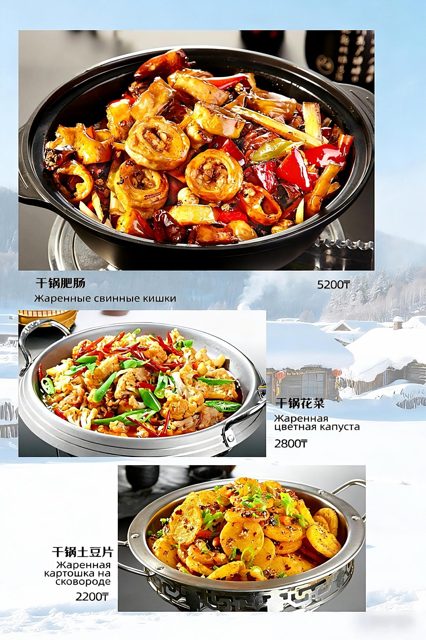 干锅肥肠
Жаренные свинные кишки
5200₸
干锅花菜
Жаренная
цветная капуста
2800₸
干锅土豆片
Жаренная
картошка на
сковороде
2200₸